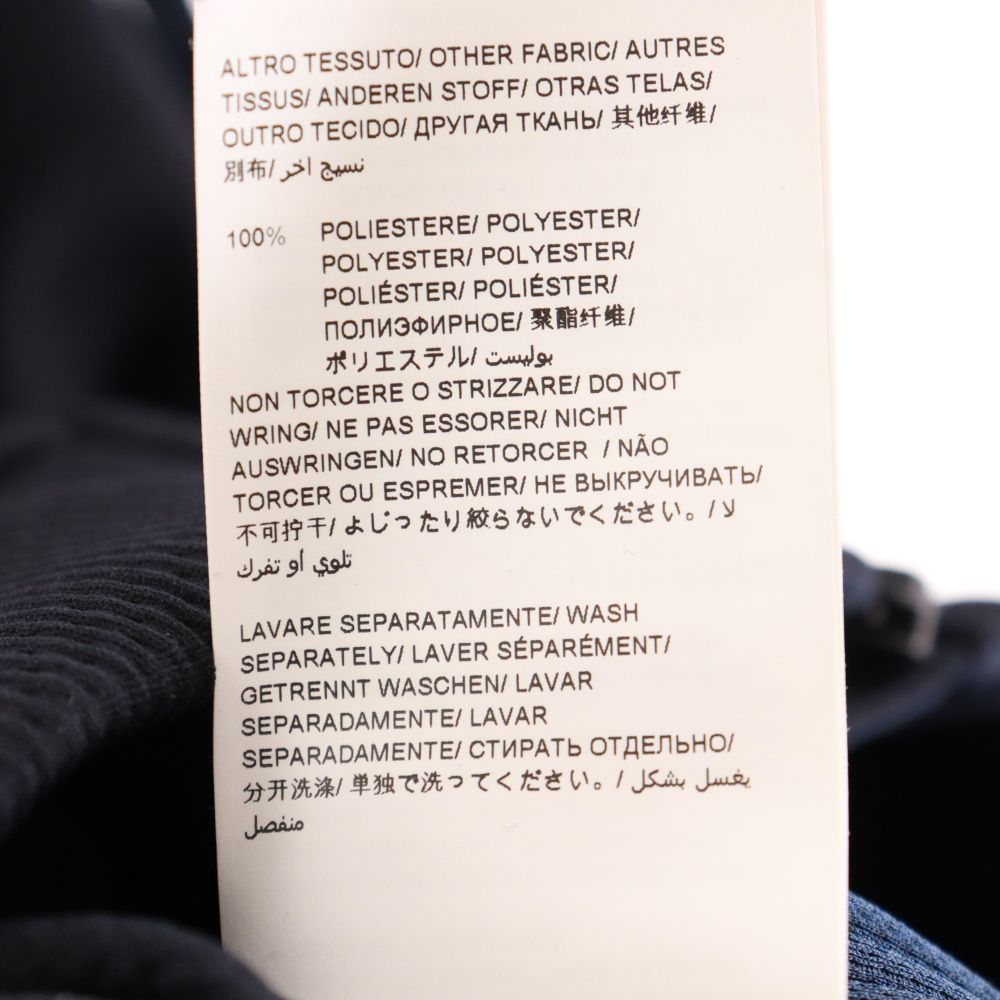 ALTRO TESSUTO/ OTHER FABRIC/ AUTRES
TISSUS/ ANDEREN STOFF/ OTRAS TELAS/
OUTRO TECIDO/ ДРУГАЯ ТКАНЬ/ 其他纤维/
別布/ نسيج اخر
100% POLIESTERE/ POLYESTER/
POLYESTER/ POLYESTER/
POLIÉSTER/ POLIÉSTER/
ПОЛИЭФИРНОЕ/ 聚酯纤维/
ポリエステル/ بوليست
NON TORCERE O STRIZZARE/ DO NOT
WRING/ NE PAS ESSORER/ NICHT
AUSWRINGEN/ NO RETORCER / NÃO
TORCER OU ESPREMER/ НЕ ВЫКРУЧИВАТЬ/
不可拧干/ よじったり絞らないでください。/ لا
تلوي أو تفرك
LAVARE SEPARATAMENTE/ WASH
SEPARATELY/ LAVER SÉPARÉMENT/
GETRENNT WASCHEN/ LAVAR
SEPARADAMENTE/ LAVAR
SEPARADAMENTE/ СТИРАТЬ ОТДЕЛЬНО/
分开洗涤/ 単独で洗ってください。/ يغسل بشكل
منفصل